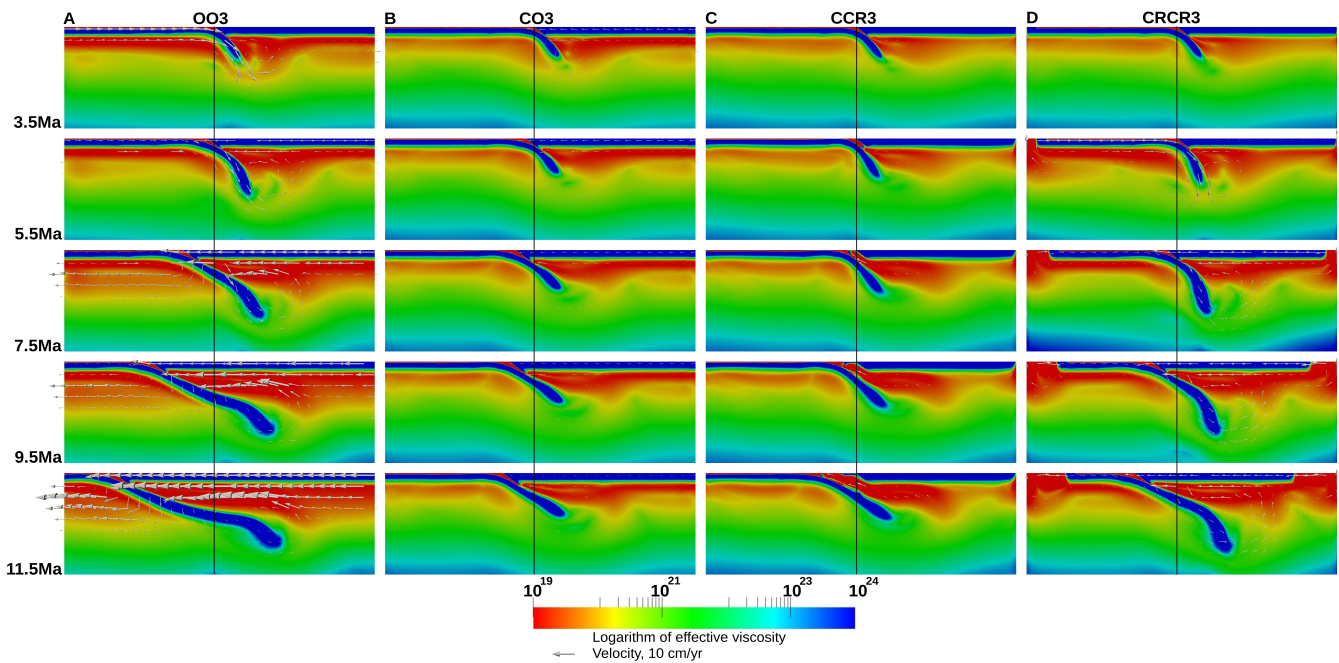 A OO3 B CO3 C CCR3 D CRCR3
3.5Ma
5.5Ma
7.5Ma
9.5Ma
11.5Ma
10^19 10^21 10^23 10^24
Logarithm of effective viscosity
Velocity, 10 cm/yr